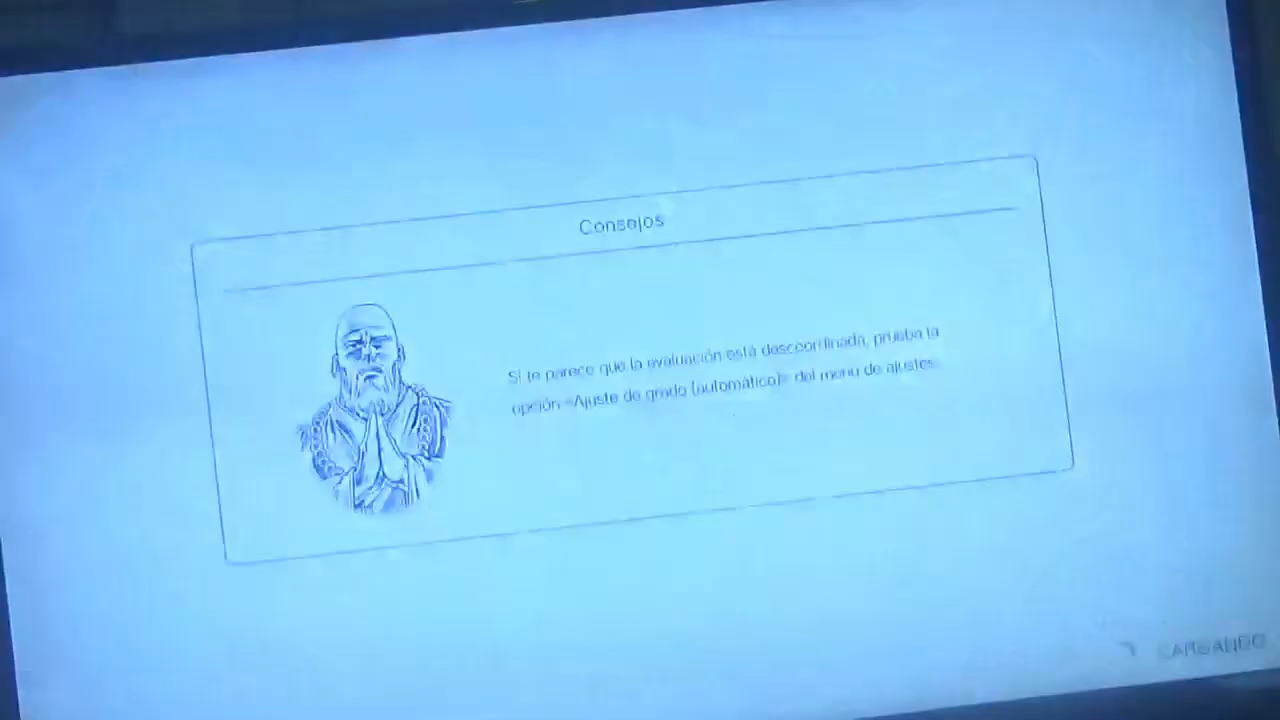 Consejos
Si te parece que la evaluación está descoordinada, prueba la
opción «Ajuste de grado (automático)» del menú de ajustes.
CARGANDO